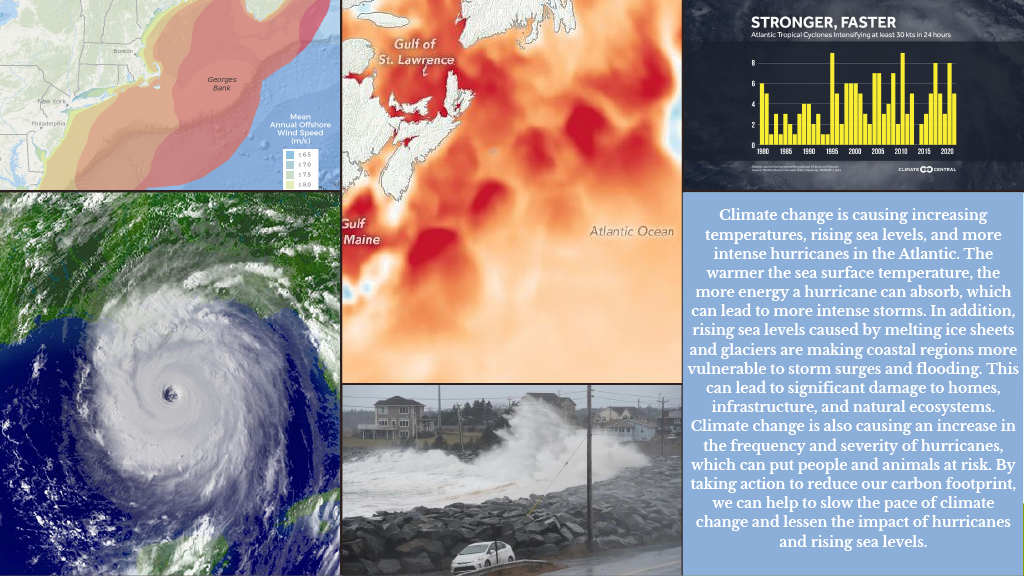 Boston
Georges
Bank
New York
Philadelphia
Mean
Annual Offshore
Wind Speed
(m/s)
≤ 6.5
≤ 7.0
≤ 7.5
≤ 8.0
Gulf of
St. Lawrence
Gulf
Maine
Atlantic Ocean
STRONGER, FASTER
Atlantic Tropical Cyclones Intensifying at least 30 kts in 24 hours
8
6
4
2
0
1980 1985 1990 1995 2000 2005 2010 2015 2020
CLIMATE CENTRAL
Climate change is causing increasing
temperatures, rising sea levels, and more
intense hurricanes in the Atlantic. The
warmer the sea surface temperature, the
more energy a hurricane can absorb, which
can lead to more intense storms. In addition,
rising sea levels caused by melting ice sheets
and glaciers are making coastal regions more
vulnerable to storm surges and flooding. This
can lead to significant damage to homes,
infrastructure, and natural ecosystems.
Climate change is also causing an increase in
the frequency and severity of hurricanes,
which can put people and animals at risk. By
taking action to reduce our carbon footprint,
we can help to slow the pace of climate
change and lessen the impact of hurricanes
and rising sea levels.